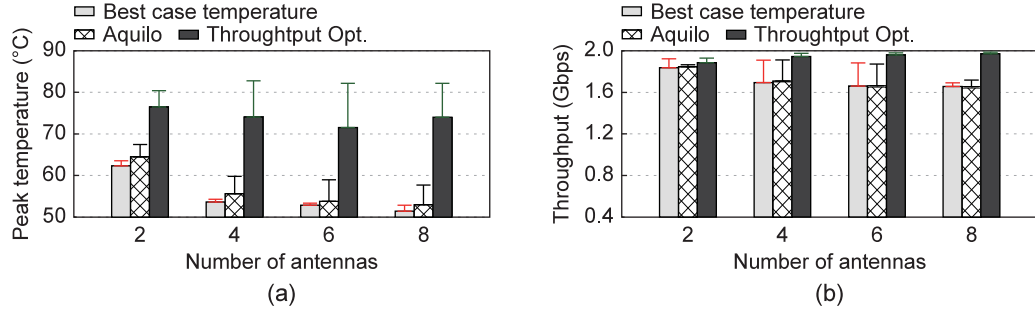 Best case temperature
Aquilo Throughtput Opt.
Peak temperature (°C)
90
80
70
60
50
2 4 6 8
Number of antennas
(a)
Best case temperature
Aquilo Throughtput Opt.
Throughput (Gbps)
2.0
1.6
1.2
0.8
0.4
2 4 6 8
Number of antennas
(b)